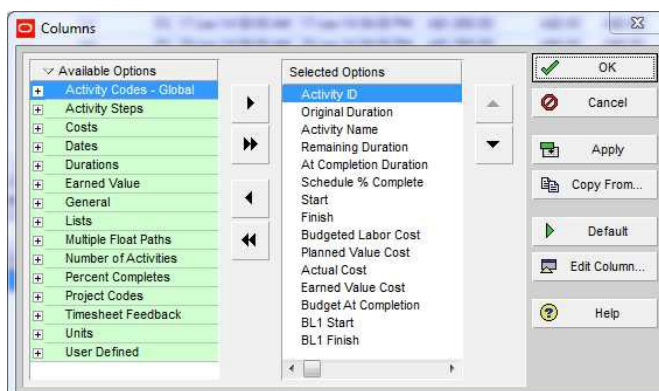 Columns
Available Options
Activity Codes - Global
Activity Steps
Costs
Dates
Durations
Earned Value
General
Lists
Multiple Float Paths
Number of Activities
Percent Completes
Project Codes
Timesheet Feedback
Units
User Defined
Selected Options
Activity ID
Original Duration
Activity Name
Remaining Duration
At Completion Duration
Schedule % Complete
Start
Finish
Budgeted Labor Cost
Planned Value Cost
Actual Cost
Earned Value Cost
Budget At Completion
BL1 Start
BL1 Finish
OK
Cancel
Apply
Copy From...
Default
Edit Column...
Help